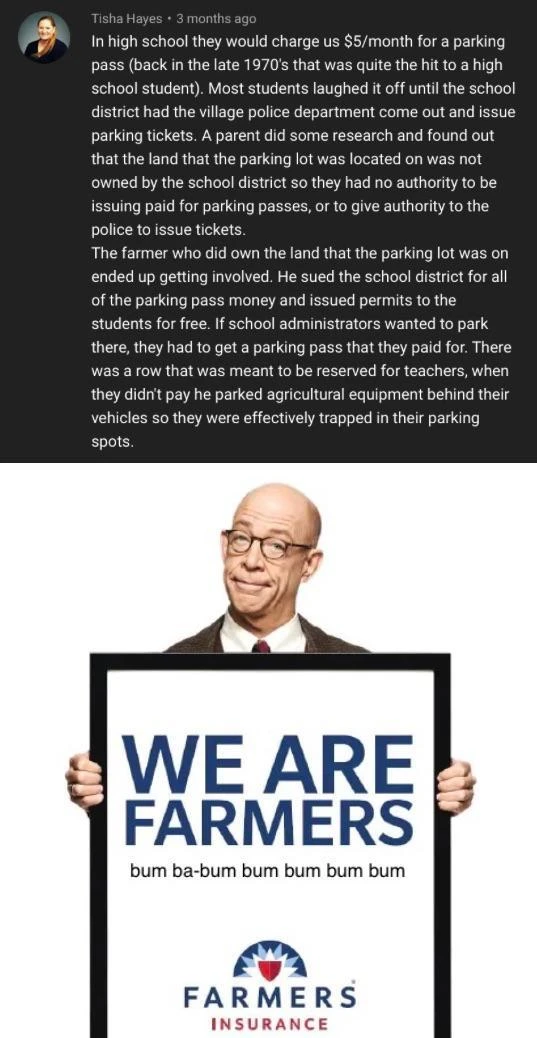 Tisha Hayes • 3 months ago
In high school they would charge us $5/month for a parking
pass (back in the late 1970's that was quite the hit to a high
school student). Most students laughed it off until the school
district had the village police department come out and issue
parking tickets. A parent did some research and found out
that the land that the parking lot was located on was not
owned by the school district so they had no authority to be
issuing paid for parking passes, or to give authority to the
police to issue tickets.
The farmer who did own the land that the parking lot was on
ended up getting involved. He sued the school district for all
of the parking pass money and issued permits to the
students for free. If school administrators wanted to park
there, they had to get a parking pass that they paid for. There
was a row that was meant to be reserved for teachers, when
they didn't pay he parked agricultural equipment behind their
vehicles so they were effectively trapped in their parking
spots.
WE ARE
FARMERS
bum ba-bum bum bum bum bum
FARMERS®
INSURANCE